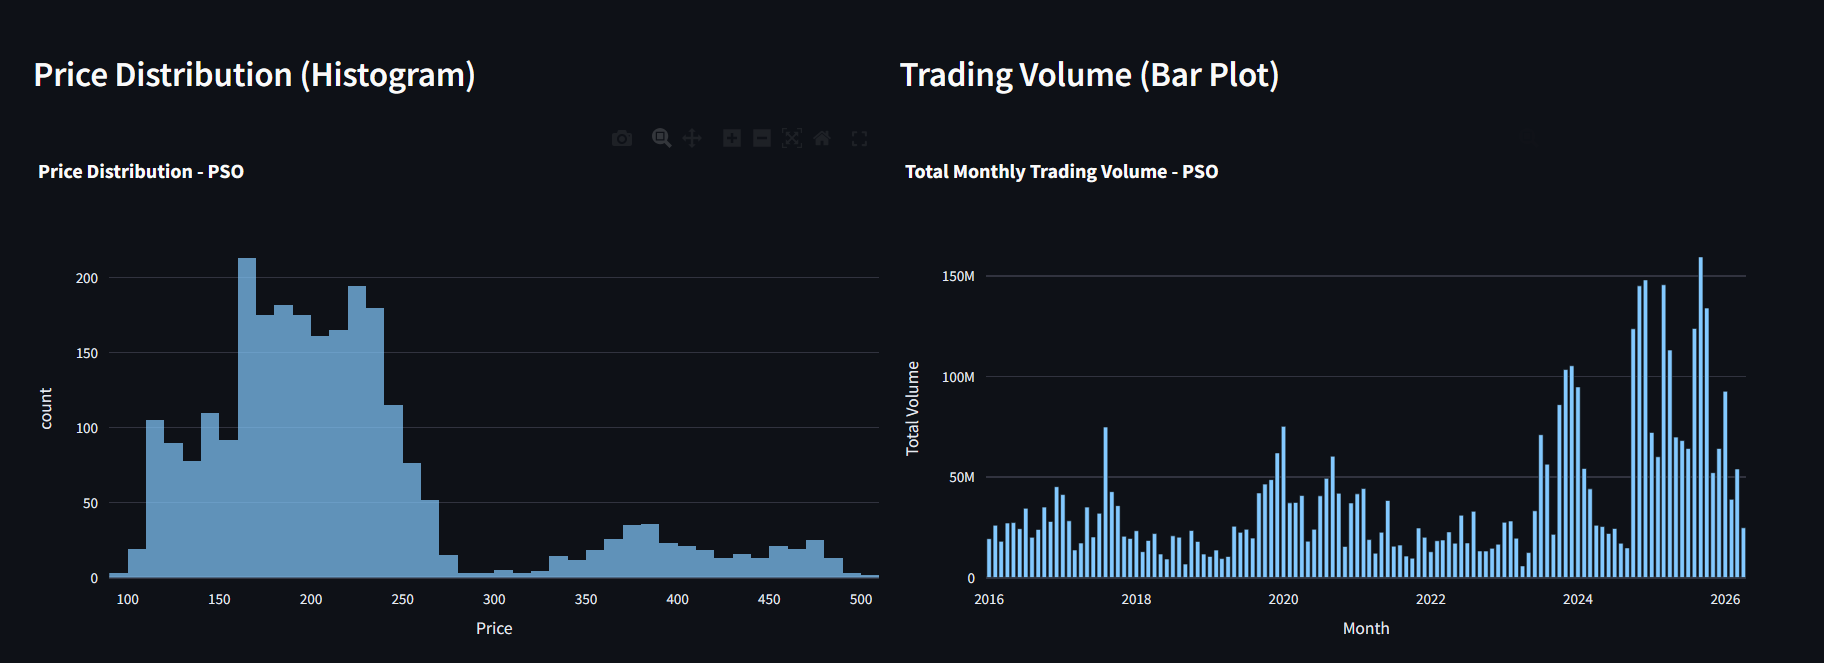 Price Distribution (Histogram)
Price Distribution - PSO
200
150
100
50
0
count
100 150 200 250 300 350 400 450 500
Price
Trading Volume (Bar Plot)
Total Monthly Trading Volume - PSO
150M
100M
50M
0
Total Volume
2016 2018 2020 2022 2024 2026
Month